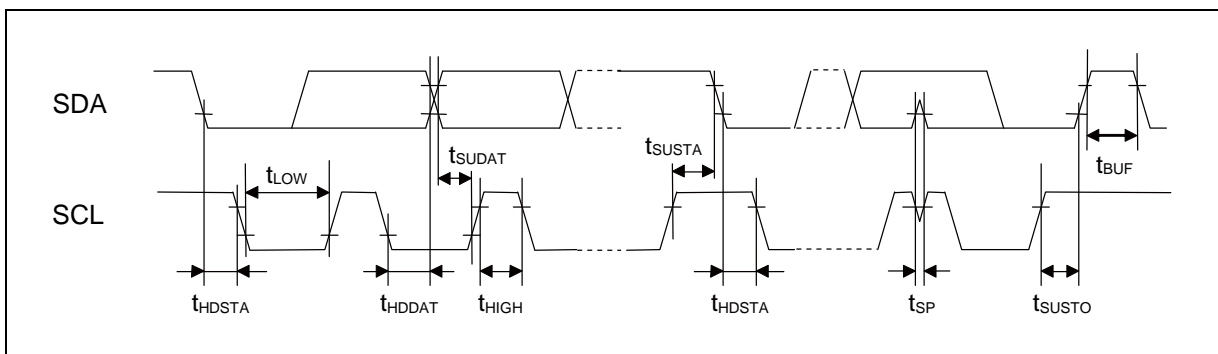 SDA
tSUDAT
tSUSTA
tBUF
tLOW
SCL
tHDSTA
tHDDAT
tHIGH
tHDSTA
tSP
tSUSTO